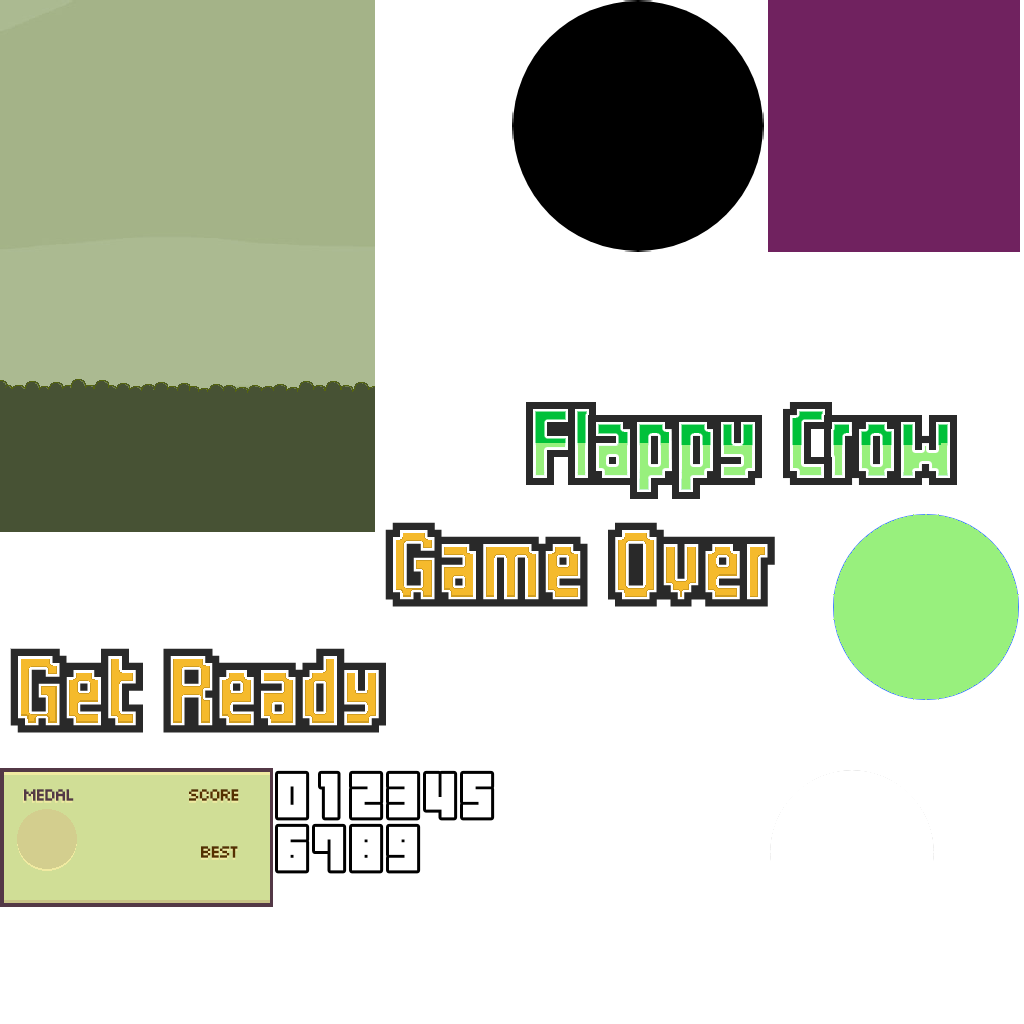 Flappy Crow
Game Over
Get Ready
MEDAL SCORE
BEST
012345
6789